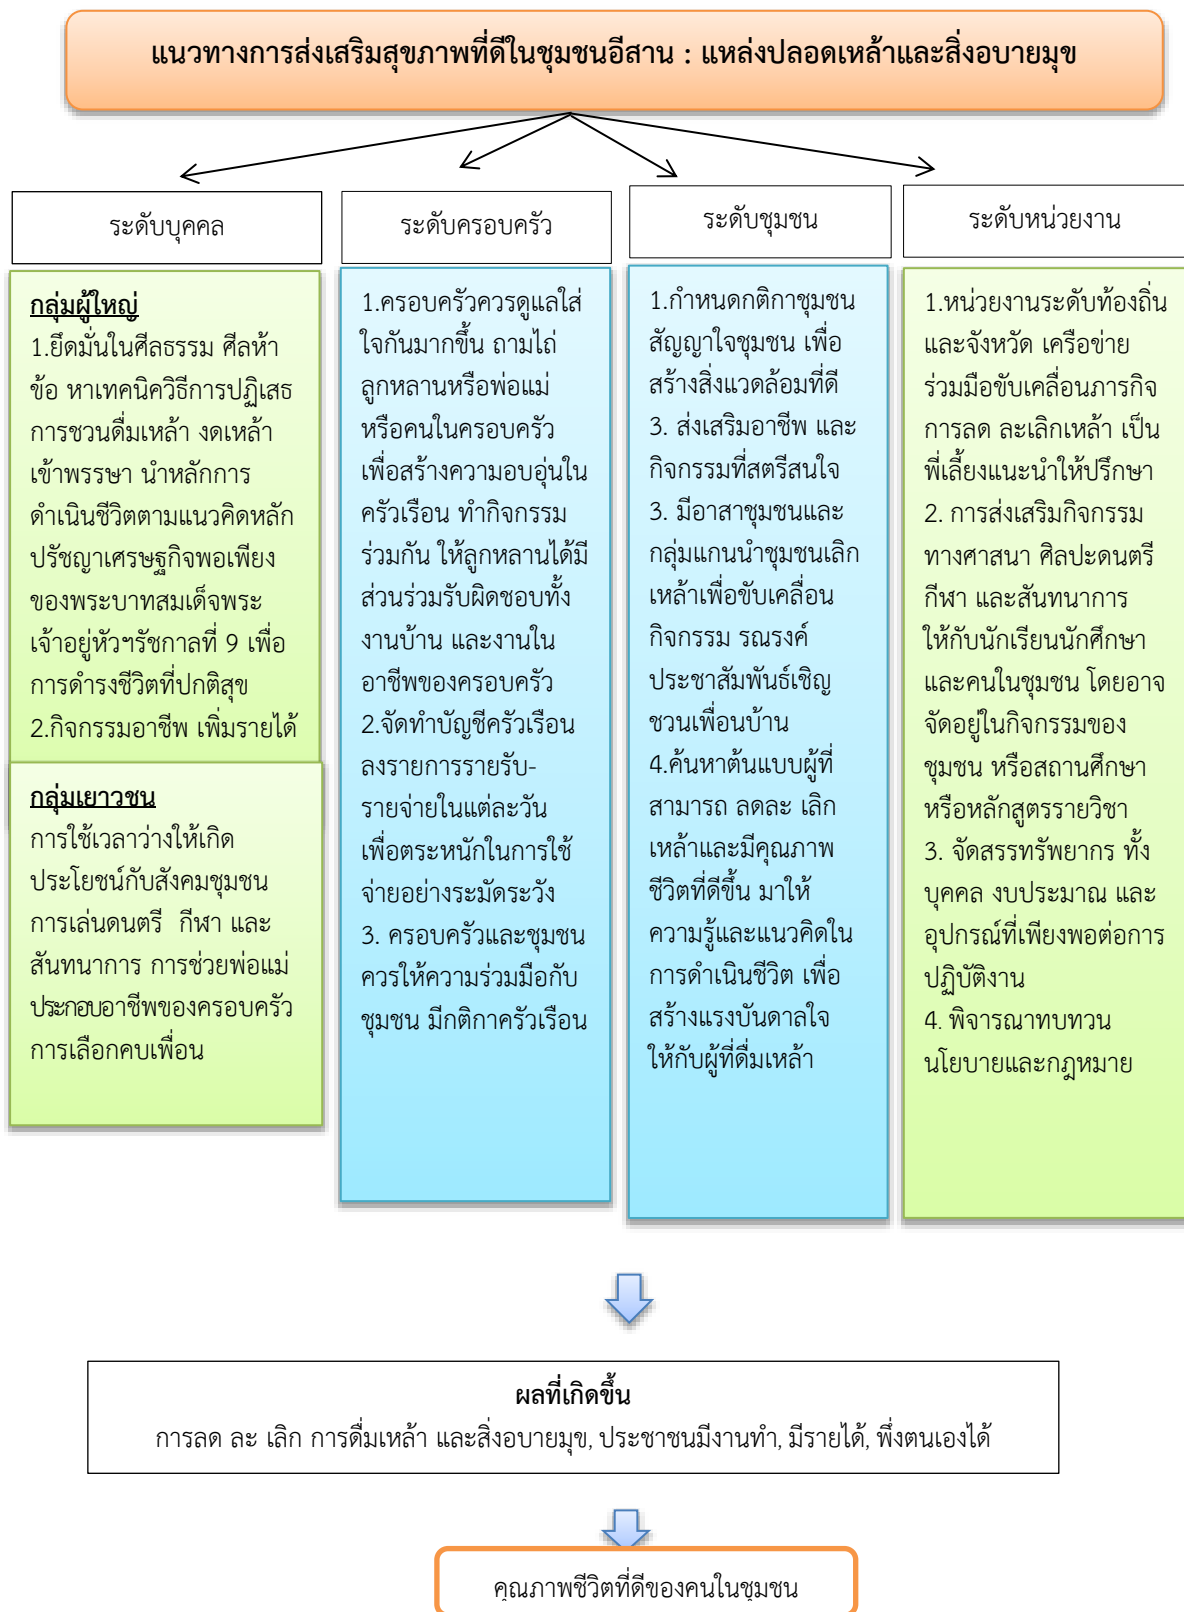 แนวทางการส่งเสริมสุขภาพที่ดีในชุมชนอีสาน : แหล่งปลอดเหล้าและสิ่งอบายมุข
ระดับบุคคล
กลุ่มผู้ใหญ่
1.ยึดมั่นในศีลธรรม ศีลห้า
ข้อ หาเทคนิควิธีการปฏิเสธ
การชวนดื่มเหล้า งดเหล้า
เข้าพรรษา นำหลักการ
ดำเนินชีวิตตามแนวคิดหลัก
ปรัชญาเศรษฐกิจพอเพียง
ของพระบาทสมเด็จพระ
เจ้าอยู่หัวฯรัชกาลที่ 9 เพื่อ
การดำรงชีวิตที่ปกติสุข
2.กิจกรรมอาชีพ เพิ่มรายได้
กลุ่มเยาวชน
การใช้เวลาว่างให้เกิด
ประโยชน์กับสังคมชุมชน
การเล่นดนตรี กีฬา และ
สันทนาการ การช่วยพ่อแม่
ประกอบอาชีพของครอบครัว
การเลือกคบเพื่อน
ระดับครอบครัว
1.ครอบครัวควรดูแลใส่
ใจกันมากขึ้น ถามไถ่
ลูกหลานหรือพ่อแม่
หรือคนในครอบครัว
เพื่อสร้างความอบอุ่นใน
ครัวเรือน ทำกิจกรรม
ร่วมกัน ให้ลูกหลานได้มี
ส่วนร่วมรับผิดชอบทั้ง
งานบ้าน และงานใน
อาชีพของครอบครัว
2.จัดทำบัญชีครัวเรือน
ลงรายการรายรับ-
รายจ่ายในแต่ละวัน
เพื่อตระหนักในการใช้
จ่ายอย่างระมัดระวัง
3. ครอบครัวและชุมชน
ควรให้ความร่วมมือกับ
ชุมชน มีกติกาครัวเรือน
ระดับชุมชน
1.กำหนดกติกาชุมชน
สัญญาใจชุมชน เพื่อ
สร้างสิ่งแวดล้อมที่ดี
3. ส่งเสริมอาชีพ และ
กิจกรรมที่สตรีสนใจ
3. มีอาสาชุมชนและ
กลุ่มแกนนำชุมชนเลิก
เหล้าเพื่อขับเคลื่อน
กิจกรรม รณรงค์
ประชาสัมพันธ์เชิญ
ชวนเพื่อนบ้าน
4.ค้นหาต้นแบบผู้ที่
สามารถ ลดละ เลิก
เหล้าและมีคุณภาพ
ชีวิตที่ดีขึ้น มาให้
ความรู้และแนวคิดใน
การดำเนินชีวิต เพื่อ
สร้างแรงบันดาลใจ
ให้กับผู้ที่ดื่มเหล้า
ระดับหน่วยงาน
1.หน่วยงานระดับท้องถิ่น
และจังหวัด เครือข่าย
ร่วมมือขับเคลื่อนภารกิจ
การลด ละเลิกเหล้า เป็น
พี่เลี้ยงแนะนำให้ปรึกษา
2. การส่งเสริมกิจกรรม
ทางศาสนา ศิลปะดนตรี
กีฬา และสันทนาการ
ให้กับนักเรียนนักศึกษา
และคนในชุมชน โดยอาจ
จัดอยู่ในกิจกรรมของ
ชุมชน หรือสถานศึกษา
หรือหลักสูตรรายวิชา
3. จัดสรรทรัพยากร ทั้ง
บุคคล งบประมาณ และ
อุปกรณ์ที่เพียงพอต่อการ
ปฏิบัติงาน
4. พิจารณาทบทวน
นโยบายและกฎหมาย
ผลที่เกิดขึ้น
การลด ละ เลิก การดื่มเหล้า และสิ่งอบายมุข, ประชาชนมีงานทำ, มีรายได้, พึ่งตนเองได้
คุณภาพชีวิตที่ดีของคนในชุมชน